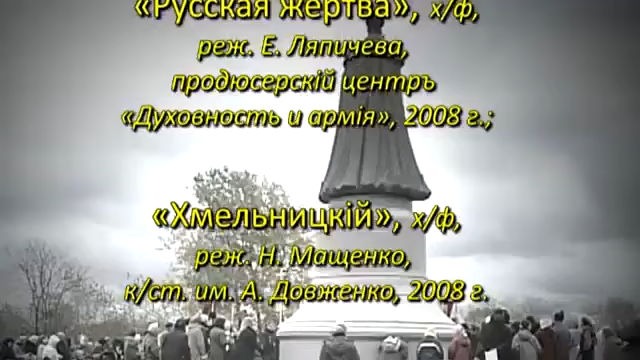 «Русская жертва», х/ф,
реж. Е. Ляпичева,
продюсерскій центръ
«Духовность и армія», 2008 г.;
«Хмельницкій», х/ф,
реж. Н. Мащенко,
к/ст. им. А. Довженко, 2008 г.